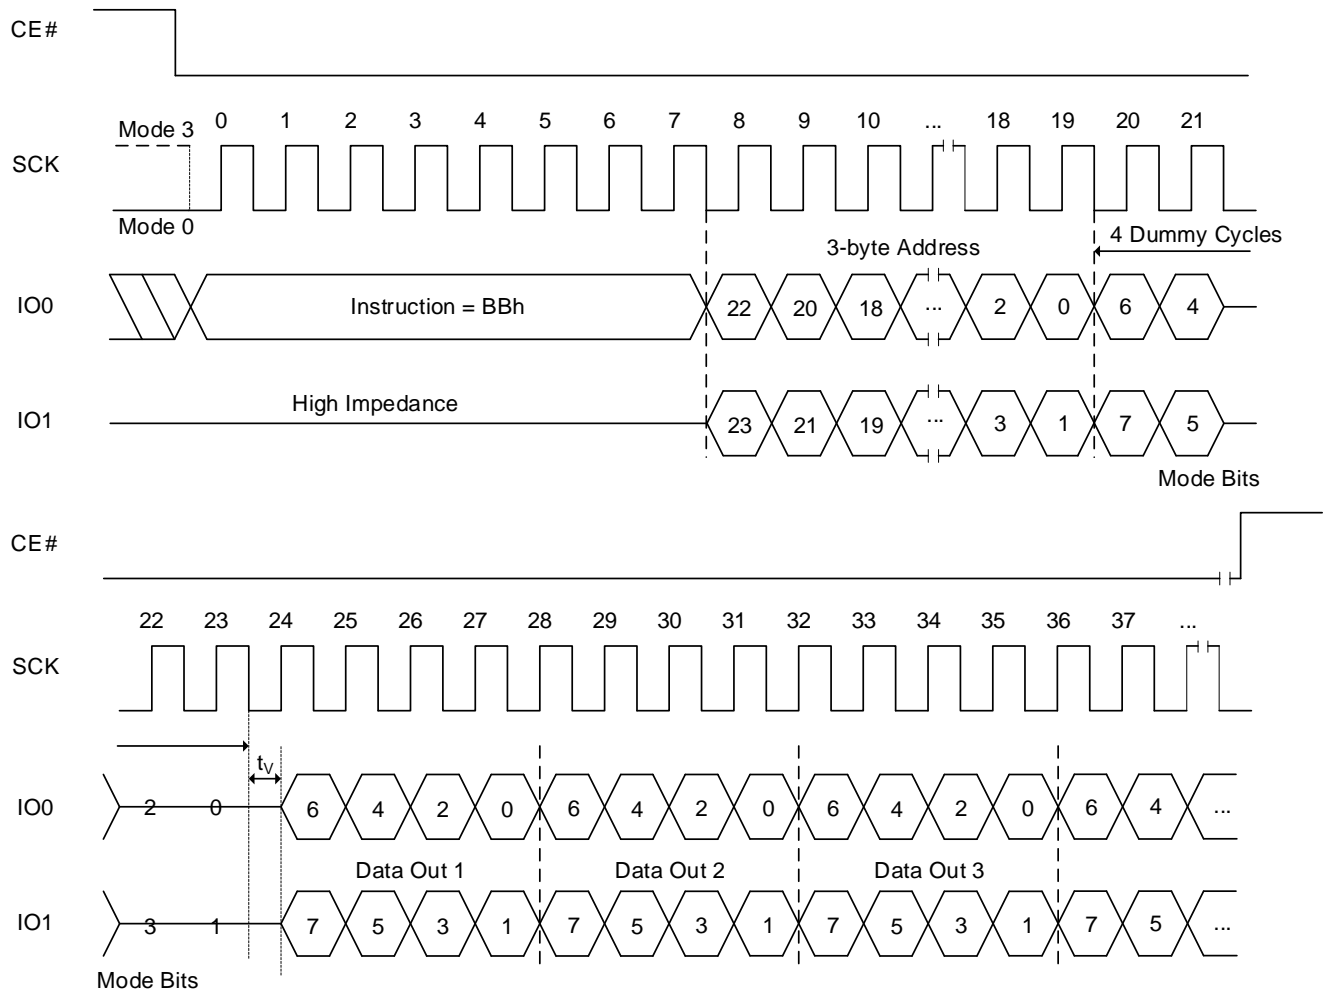 CE#
0 1 2 3 4 5 6 7 8 9 10 ... 18 19 20 21
Mode 3
SCK
Mode 0
3-byte Address
4 Dummy Cycles
IO0
Instruction = BBh
22 20 18 ... 2 0 6 4
High Impedance
IO1
23 21 19 ... 3 1 7 5
Mode Bits
CE#
22 23 24 25 26 27 28 29 30 31 32 33 34 35 36 37 ...
SCK
tV
IO0
2 0 6 4 2 0 6 4 2 0 6 4 2 0 6 4 ...
Data Out 1 Data Out 2 Data Out 3
IO1
3 1 7 5 3 1 7 5 3 1 7 5 3 1 7 5 ...
Mode Bits